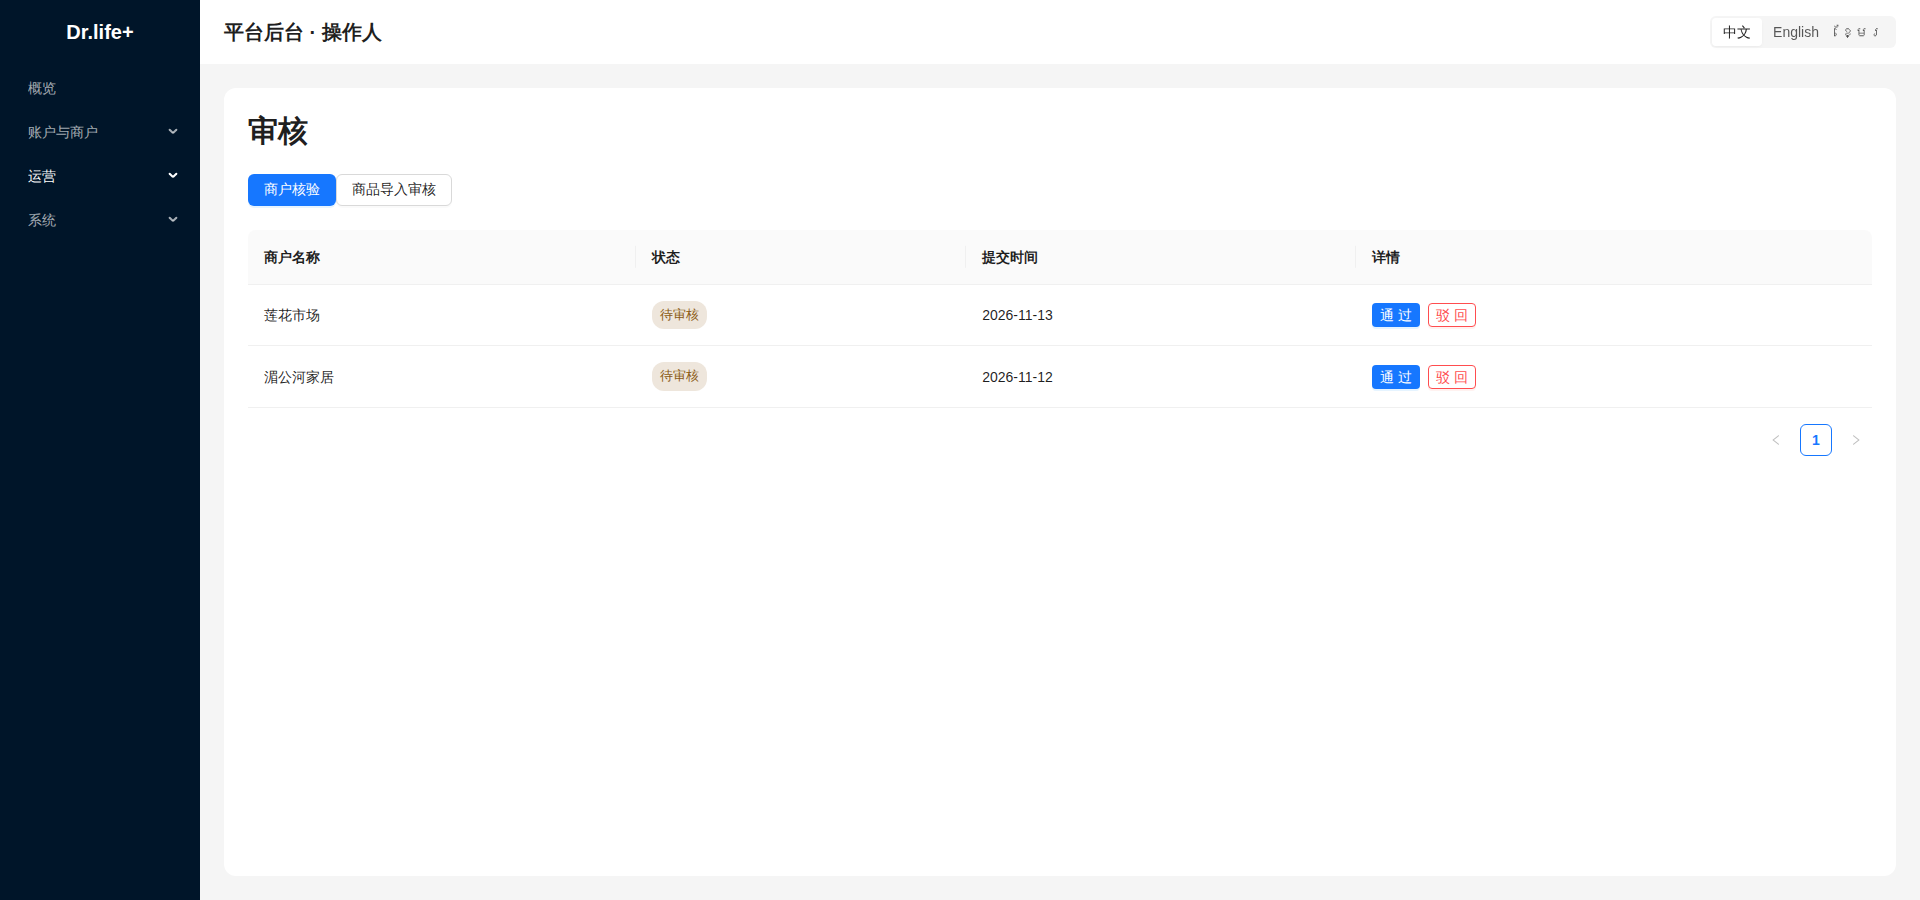 Dr.life+
概览
账户与商户
运营
系统
平台后台 · 操作人
中文 English ខ្មែរ
审核
商户核验 商品导入审核
商户名称 状态 提交时间 详情
莲花市场 待审核 2026-11-13 通过 驳回
湄公河家居 待审核 2026-11-12 通过 驳回
1